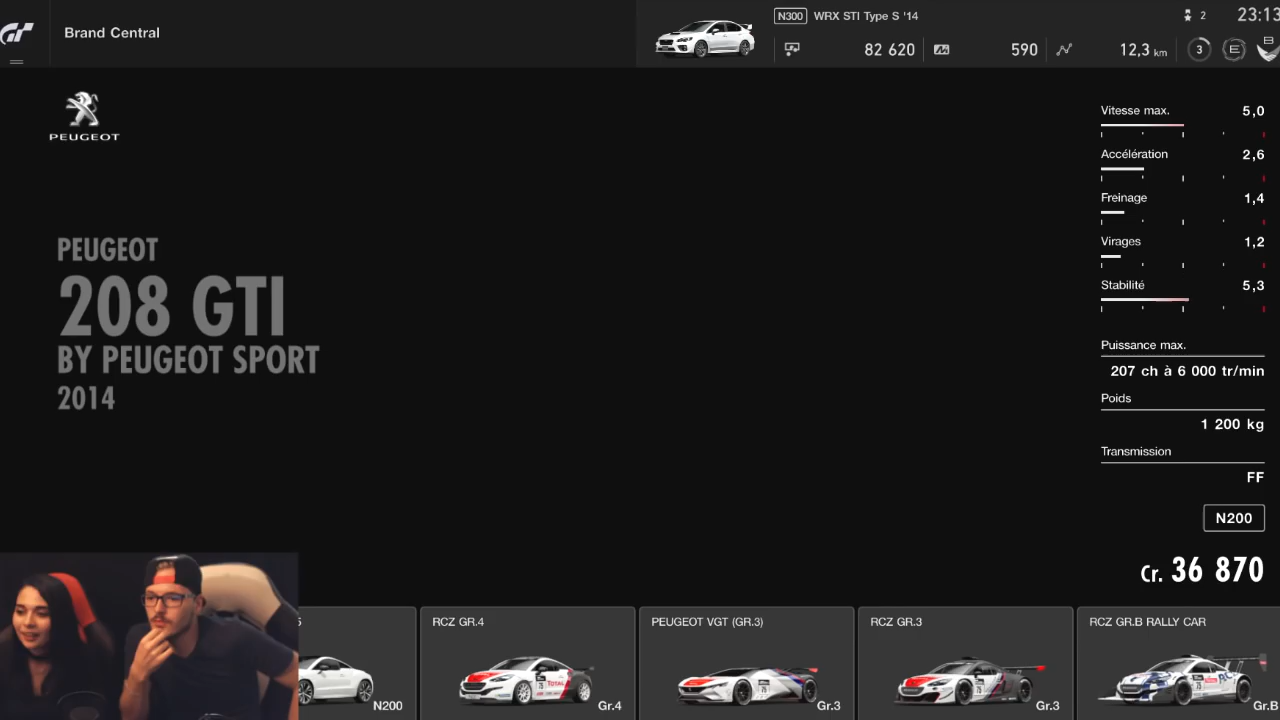 Brand Central
N300 WRX STI Type S '14
2
23:13
82 620
590
12,3 km
3
E
B
PEUGEOT
PEUGEOT
208 GTI
BY PEUGEOT SPORT
2014
Vitesse max. 5,0
Accélération 2,6
Freinage 1,4
Virages 1,2
Stabilité 5,3
Puissance max.
207 ch à 6 000 tr/min
Poids
1 200 kg
Transmission
FF
N200
Cr. 36 870
N200
RCZ GR.4
Gr.4
PEUGEOT VGT (GR.3)
Gr.3
RCZ GR.3
Gr.3
RCZ GR.B RALLY CAR
Gr.B